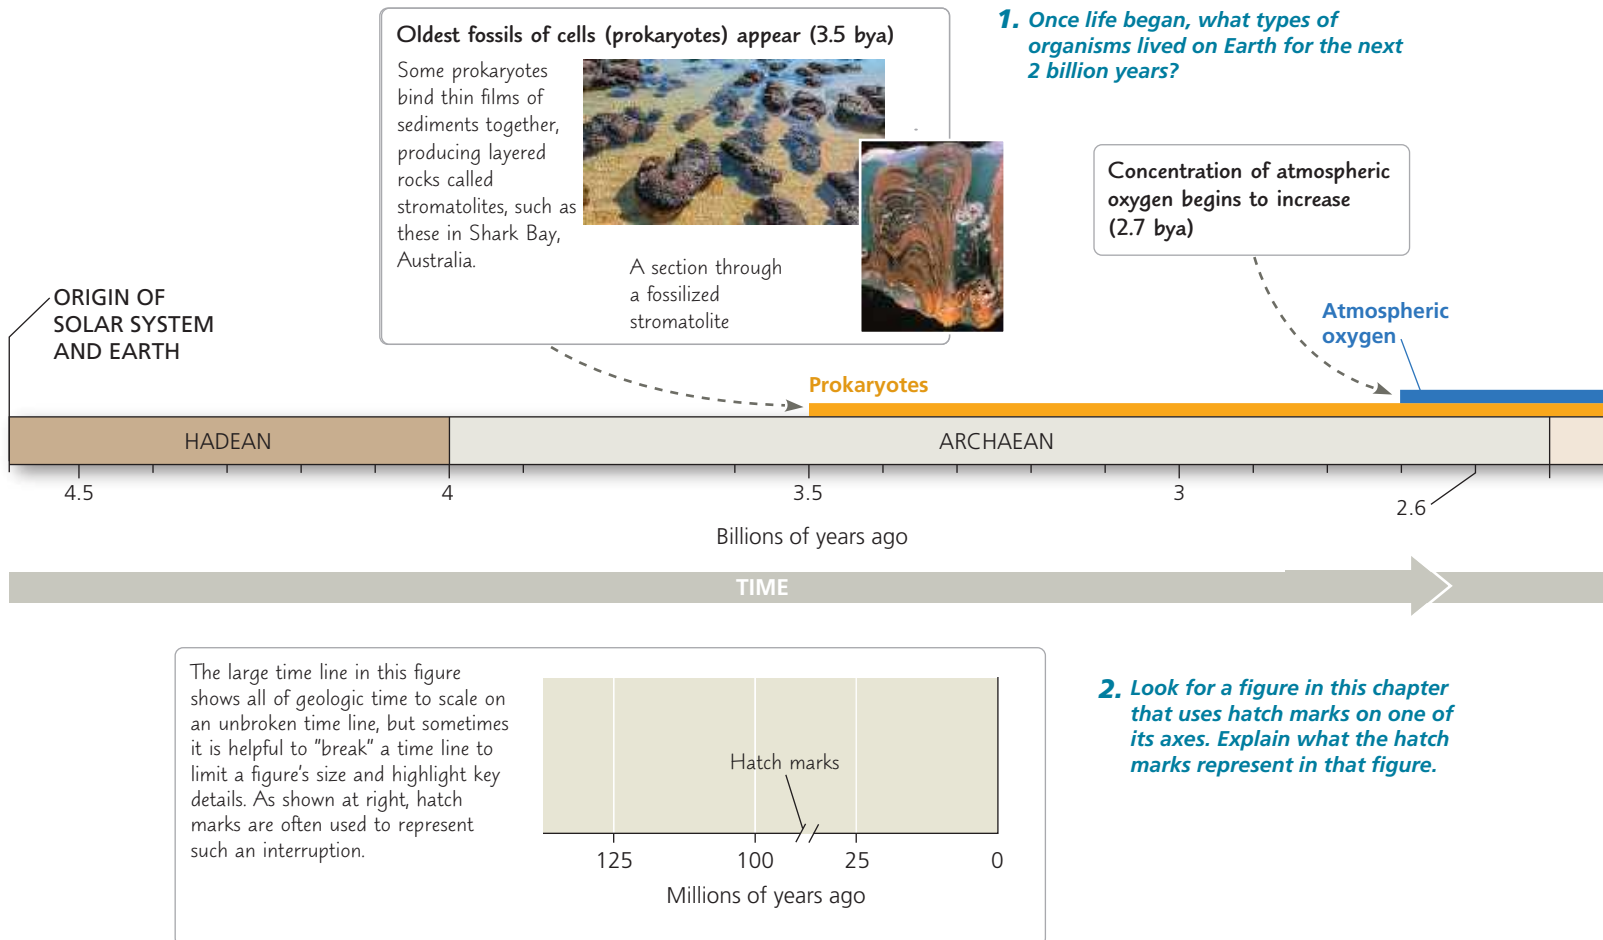 Oldest fossils of cells (prokaryotes) appear (3.5 bya)
Some prokaryotes
bind thin films of
sediments together,
producing layered
rocks called
stromatolites, such as
these in Shark Bay,
Australia.
A section through
a fossilized
stromatolite
1. Once life began, what types of
organisms lived on Earth for the next
2 billion years?
Concentration of atmospheric
oxygen begins to increase
(2.7 bya)
ORIGIN OF
SOLAR SYSTEM
AND EARTH
Atmospheric
oxygen
Prokaryotes
HADEAN
ARCHAEAN
4.5
4
3.5
3
2.6
Billions of years ago
TIME
The large time line in this figure
shows all of geologic time to scale on
an unbroken time line, but sometimes
it is helpful to "break" a time line to
limit a figure's size and highlight key
details. As shown at right, hatch
marks are often used to represent
such an interruption.
Hatch marks
125
100
25
0
Millions of years ago
2. Look for a figure in this chapter
that uses hatch marks on one of
its axes. Explain what the hatch
marks represent in that figure.